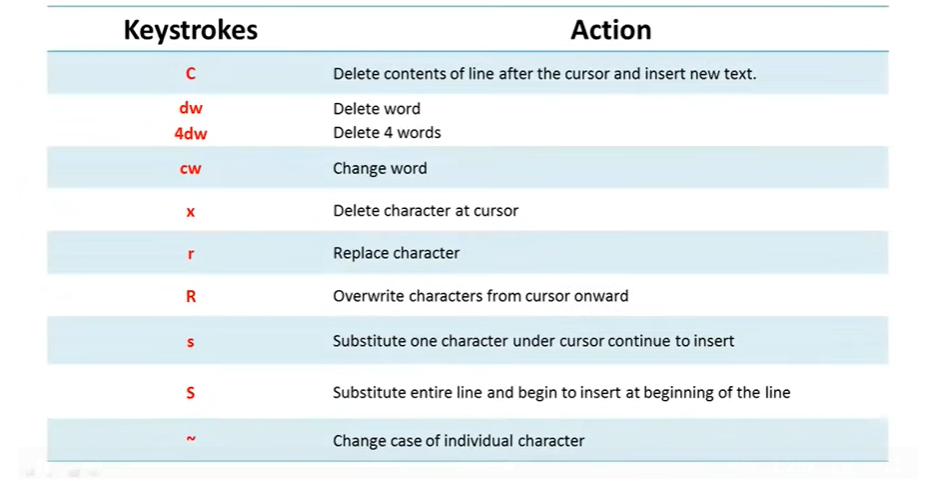 Keystrokes Action
C Delete contents of line after the cursor and insert new text.
dw Delete word
4dw Delete 4 words
cw Change word
x Delete character at cursor
r Replace character
R Overwrite characters from cursor onward
s Substitute one character under cursor continue to insert
S Substitute entire line and begin to insert at beginning of the line
~ Change case of individual character